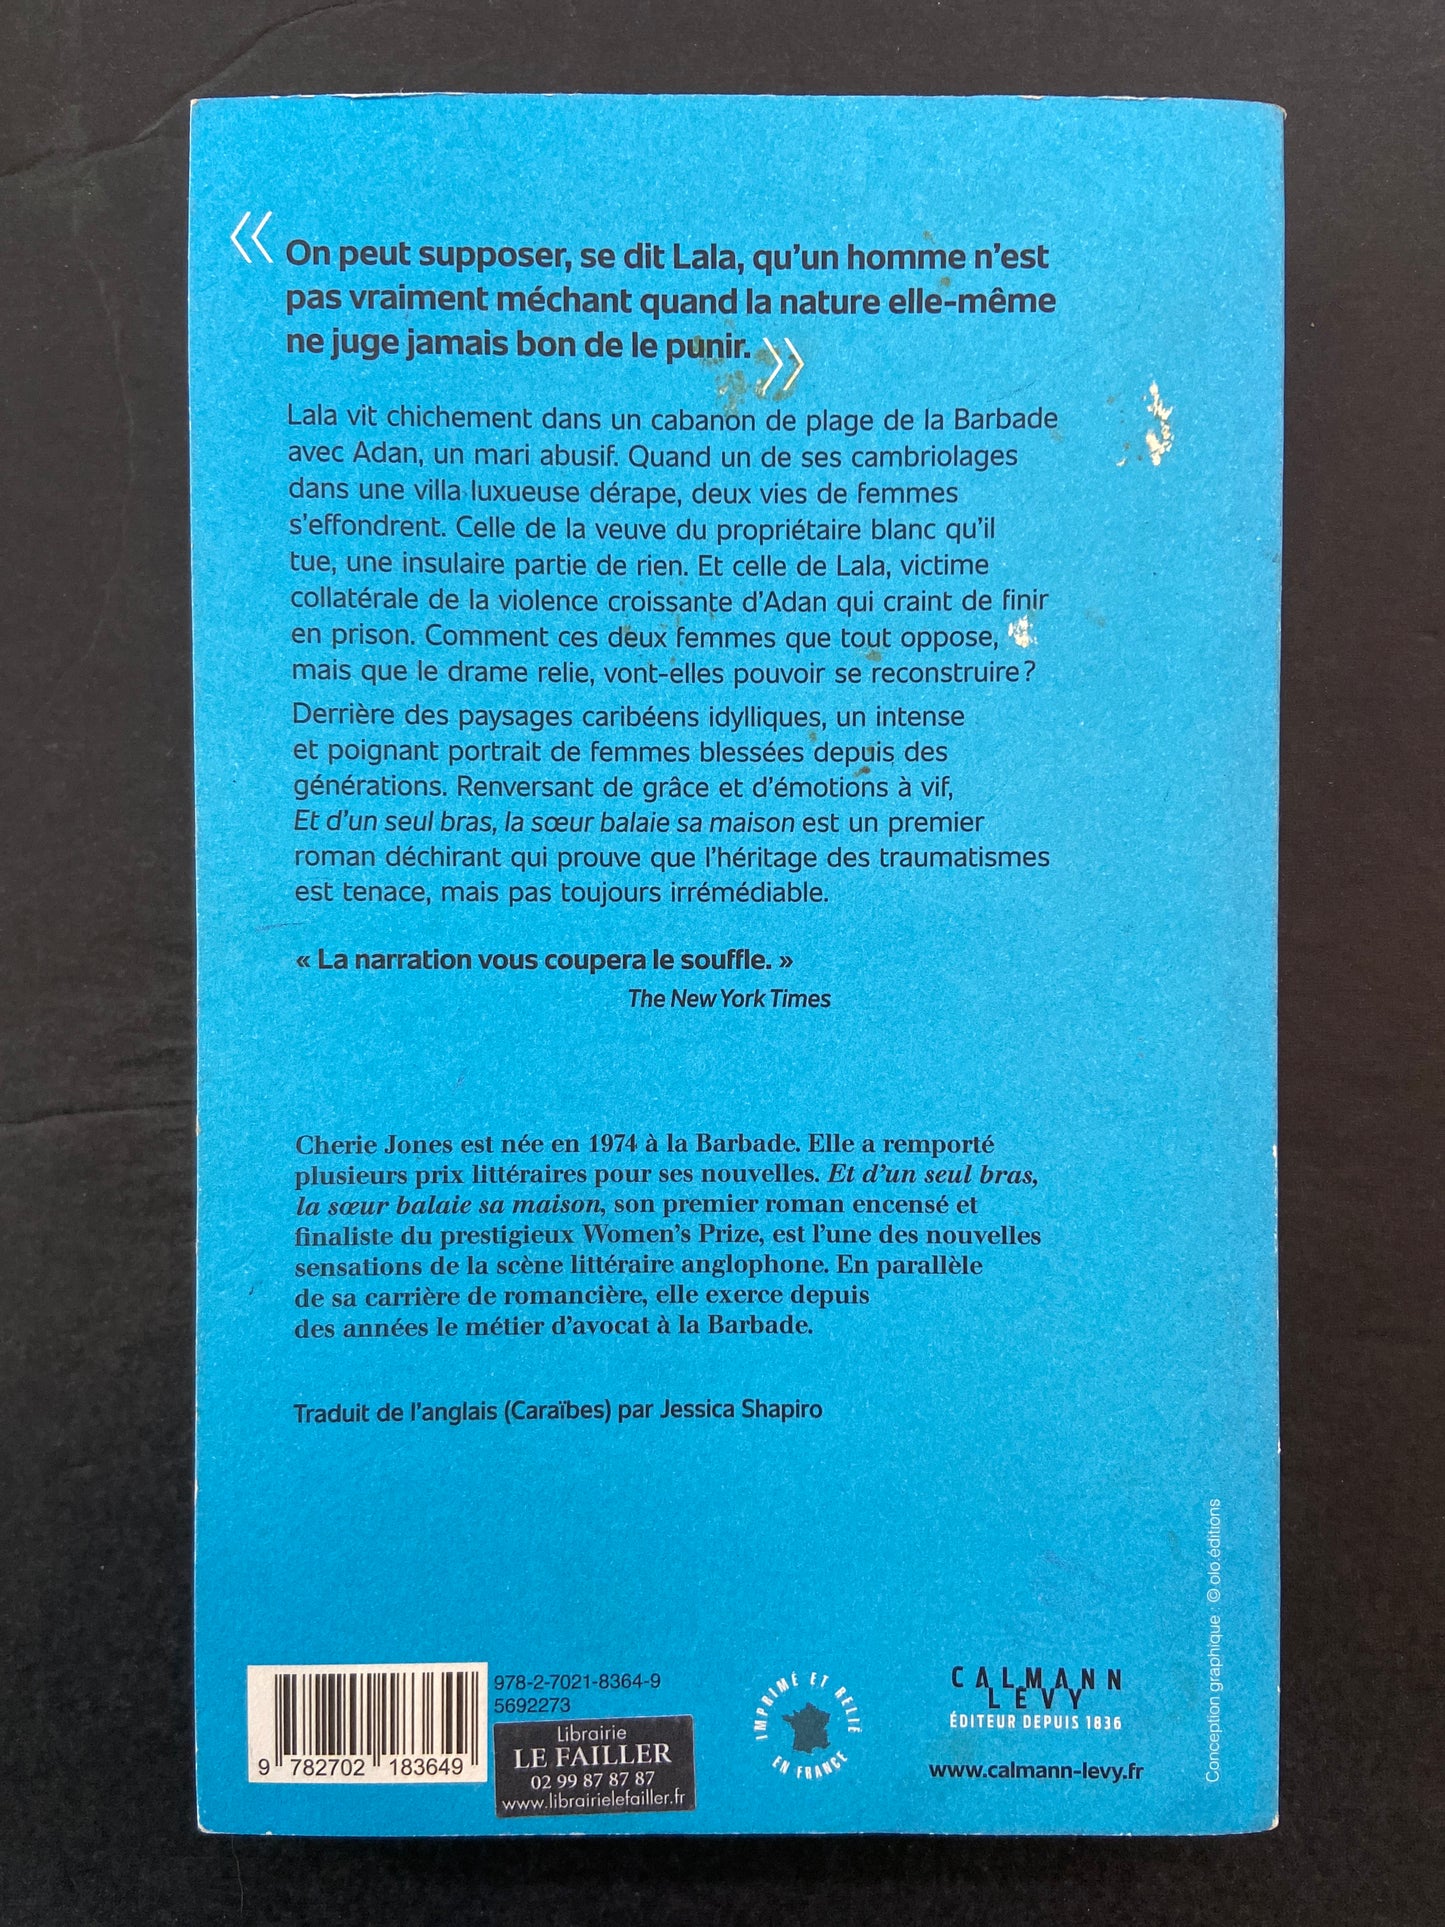 « On peut supposer, se dit Lala, qu'un homme n'est
pas vraiment méchant quand la nature elle-même
ne juge jamais bon de le punir. »
Lala vit chichement dans un cabanon de plage de la Barbade
avec Adan, un mari abusif. Quand un de ses cambriolages
dans une villa luxueuse dérape, deux vies de femmes
s'effondrent. Celle de la veuve du propriétaire blanc qu'il
tue, une insulaire partie de rien. Et celle de Lala, victime
collatérale de la violence croissante d'Adan qui craint de finir
en prison. Comment ces deux femmes que tout oppose,
mais que le drame relie, vont-elles pouvoir se reconstruire ?
Derrière des paysages caribéens idylliques, un intense
et poignant portrait de femmes blessées depuis des
générations. Renversant de grâce et d'émotions à vif,
Et d'un seul bras, la sœur balaie sa maison est un premier
roman déchirant qui prouve que l'héritage des traumatismes
est tenace, mais pas toujours irrémédiable.
« La narration vous coupera le souffle. »
The New York Times
Cherie Jones est née en 1974 à la Barbade. Elle a remporté
plusieurs prix littéraires pour ses nouvelles. Et d'un seul bras,
la sœur balaie sa maison, son premier roman encensé et
finaliste du prestigieux Women's Prize, est l'une des nouvelles
sensations de la scène littéraire anglophone. En parallèle
de sa carrière de romancière, elle exerce depuis
des années le métier d'avocat à la Barbade.
Traduit de l'anglais (Caraïbes) par Jessica Shapiro
9 782702 183649
978-2-7021-8364-9
5692273
Librairie
LE FAILLER
02 99 87 87 87
www.librairielefailler.fr
IMPRIMÉ ET RELIÉ
EN FRANCE
CALMANN
LÉVY
ÉDITEUR DEPUIS 1836
www.calmann-levy.fr
Conception graphique : © olo.éditions